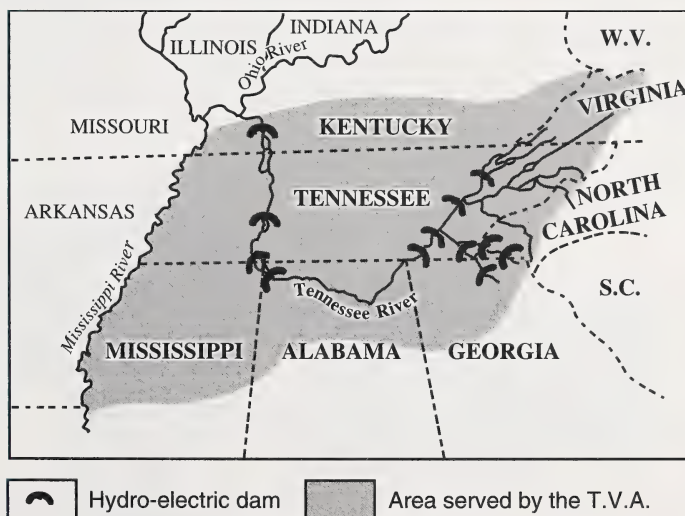 INDIANA
ILLINOIS
Ohio River
W.V.
VIRGINIA
MISSOURI
KENTUCKY
TENNESSEE
NORTH
CAROLINA
ARKANSAS
Mississippi River
Tennessee River
S.C.
MISSISSIPPI
ALABAMA
GEORGIA
Hydro-electric dam
Area served by the T.V.A.